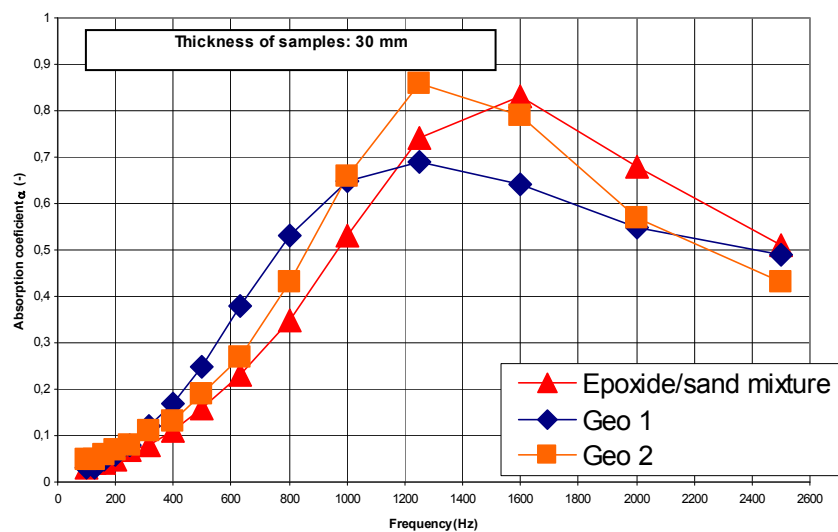 Thickness of samples: 30 mm
Absorption coeficient α (-)
1
0,9
0,8
0,7
0,6
0,5
0,4
0,3
0,2
0,1
0
0 200 400 600 800 1000 1200 1400 1600 1800 2000 2200 2400 2600
Frequency (Hz)
Epoxide/sand mixture
Geo 1
Geo 2